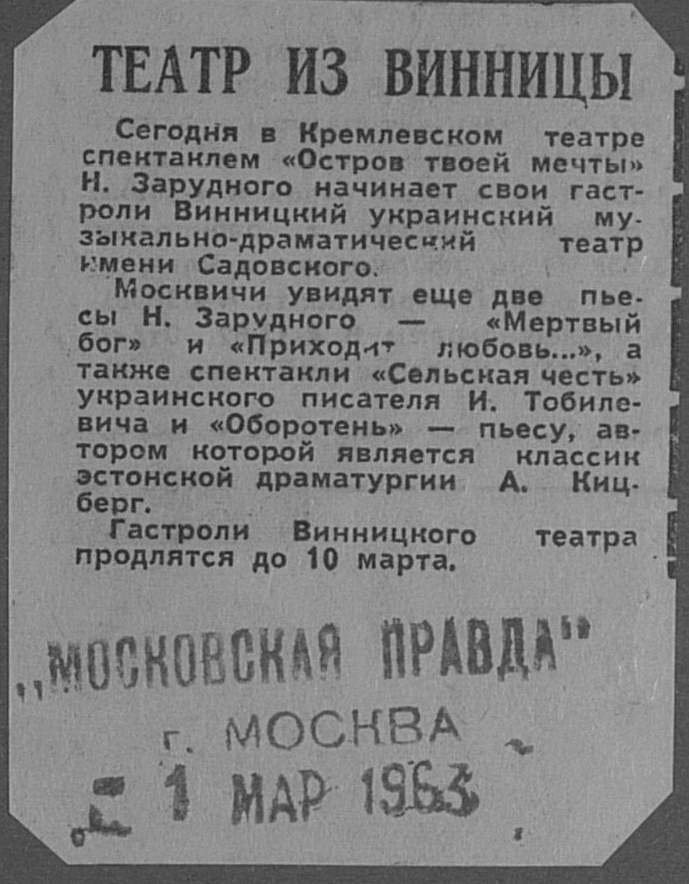 ТЕАТР ИЗ ВИННИЦЫ
Сегодня в Кремлевском театре
спектаклем «Остров твоей мечты»
Н. Зарудного начинает свои гаст-
роли Винницкий украинский му-
зыкально-драматический театр
имени Садовского.
Москвичи увидят еще две пье-
сы Н. Зарудного — «Мертвый
бог» и «Приходит любовь...», а
также спектакли «Сельская честь»
украинского писателя И. Тобиле-
вича и «Оборотень» — пьесу, ав-
тором которой является классик
эстонской драматургии А. Киц-
берг.
Гастроли Винницкого театра
продлятся до 10 марта.
„МОСКОВСКАЯ ПРАВДА"
г. МОСКВА
1 МАР 1963